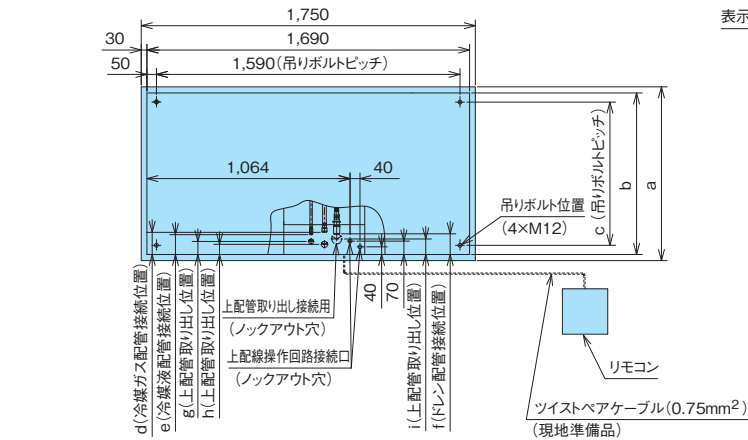 表示
1,750
30
1,690
50
1,590(吊りボルトピッチ)
1,064
40
吊りボルト位置
(4×M12)
c (吊りボルトピッチ)
b
a
40
70
d(冷媒ガス配管接続位置)
e(冷媒液配管接続位置)
g(上配管取り出し位置)
h(上配管取り出し位置)
上配管取り出し接続用
(ノックアウト穴)
上配線操作回路接続口
(ノックアウト穴)
i(上配管取り出し位置)
f(ドレン配管接続位置)
リモコン
ツイストペアケーブル(0.75mm²)
(現地準備品)